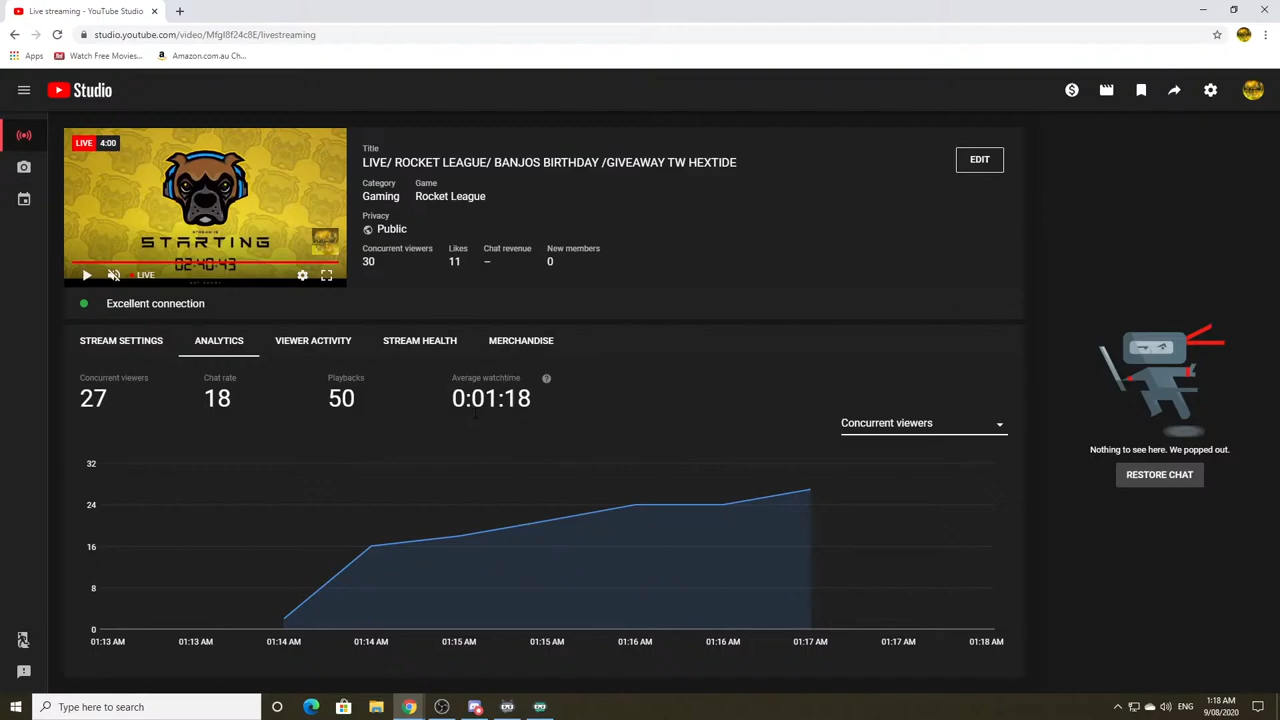 Live streaming - YouTube Studio
studio.youtube.com/video/Mfgl8f24c8E/livestreaming
Apps Watch Free Movies... Amazon.com.au Ch...
Studio
LIVE 4:00
STREAM IS
STARTING
02:40:43
LIVE
Title
LIVE/ ROCKET LEAGUE/ BANJOS BIRTHDAY /GIVEAWAY TW HEXTIDE
EDIT
Category Game
Gaming Rocket League
Privacy
Public
Concurrent viewers Likes Chat revenue New members
30 11 – 0
Excellent connection
STREAM SETTINGS ANALYTICS VIEWER ACTIVITY STREAM HEALTH MERCHANDISE
Concurrent viewers Chat rate Playbacks Average watchtime ?
27 18 50 0:01:18
Concurrent viewers
32
24
16
8
0
01:13 AM 01:13 AM 01:14 AM 01:14 AM 01:15 AM 01:15 AM 01:16 AM 01:16 AM 01:17 AM 01:17 AM 01:18 AM
Nothing to see here. We popped out.
RESTORE CHAT
Type here to search
ENG
1:18 AM
9/08/2020